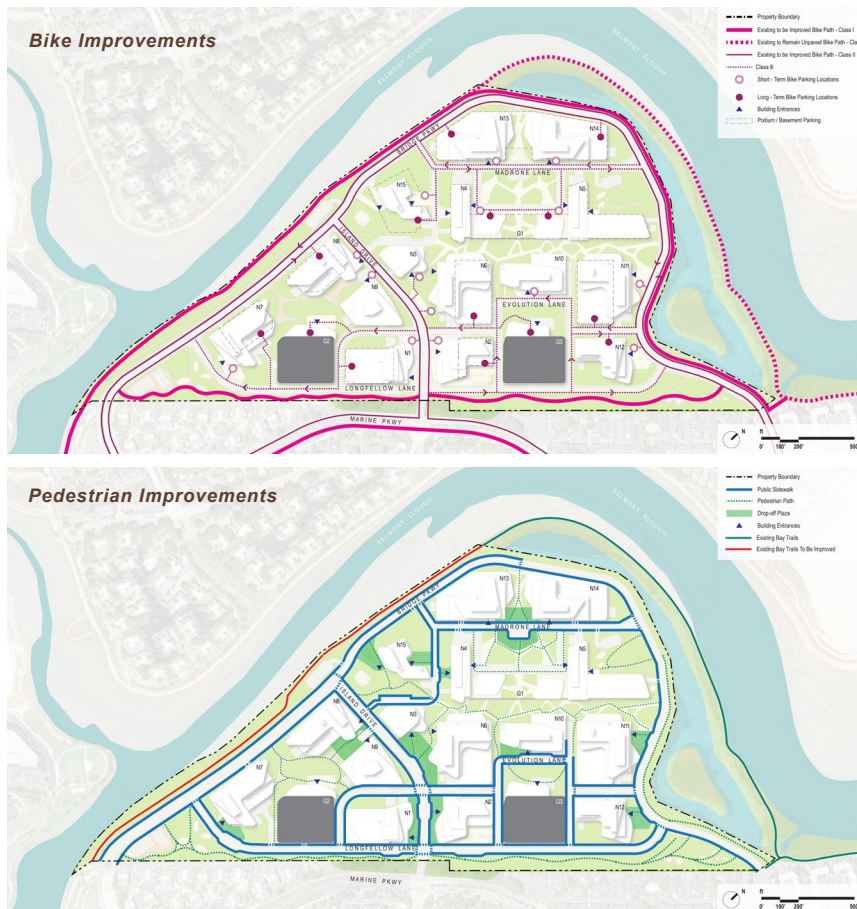 Bike Improvements
BELMONT SLOUGH
BELMONT SLOUGH
Property Boundary
Existing to be Improved Bike Path - Class I
Existing to Remain Unpaved Bike Path - Cla
Existing to be Improved Bike Path - Class II
Class III
Short - Term Bike Parking Locations
Long - Term Bike Parking Locations
Building Entrances
Podium / Basement Parking
N13
N14
BRIDGE PKWY
MADRONE LANE
N15
N4
N5
G1
ISLAND DRIVE
N8
N3
N9
N6
N10
N11
EVOLUTION LANE
N7
G2
N1
N2
G3
N12
LONGFELLOW LANE
MARINE PKWY
N
ft
0' 100' 200' 500
Pedestrian Improvements
BELMONT SLOUGH
BELMONT SLOUGH
Property Boundary
Public Sidewalk
Pedestrian Path
Drop-off Plaza
Building Entrances
Existing Bay Trails
Existing Bay Trails To Be Improved
N13
N14
BRIDGE PKWY
MADRONE LANE
N15
N4
N5
G1
ISLAND DRIVE
N8
N3
N9
N6
N10
N11
EVOLUTION LANE
N7
G2
N1
N2
G3
N12
LONGFELLOW LANE
MARINE PKWY
N
ft
0' 100' 200' 500